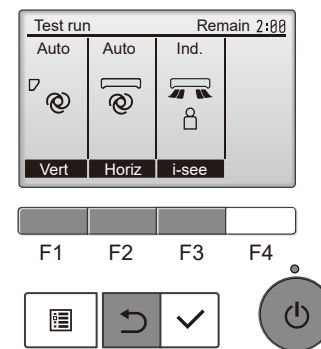 Test run Remain 2:00
Auto Auto Ind.
Vert Horiz i-see
F1 F2 F3 F4